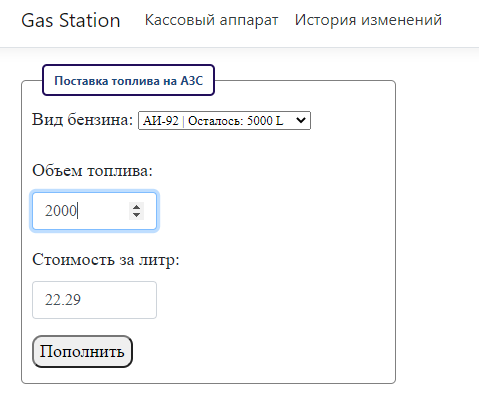 Gas Station Кассовый аппарат История изменений
Поставка топлива на АЗС
Вид бензина: АИ-92 | Осталось: 5000 L
Объем топлива:
2000
Стоимость за литр:
22.29
Пополнить